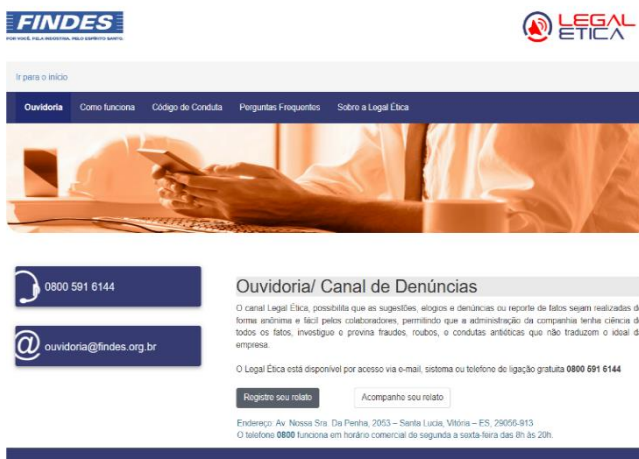 FINDES
POR VOCÊ. PELA INDÚSTRIA. PELO ESPÍRITO SANTO.
LEGAL
ETICA
Ir para o início
Ouvidoria Como funciona Código de Conduta Perguntas Frequentes Sobre a Legal Ética
0800 591 6144
ouvidoria@findes.org.br
Ouvidoria/ Canal de Denúncias
O canal Legal Ética, possibilita que as sugestões, elogios e denúncias ou reporte de fatos sejam realizadas d
forma anônima e fácil pelos colaboradores, permitindo que a administração da companhia tenha ciência d
todos os fatos, investigue e previna fraudes, roubos, e condutas antiéticas que não traduzem o ideal d
empresa.
O Legal Ética está disponível por acesso via e-mail, sistema ou telefone de ligação gratuita 0800 591 6144
Registre seu relato Acompanhe seu relato
Endereço: Av. Nossa Sra. Da Penha, 2053 – Santa Lucia, Vitória – ES, 29056-913
O telefone 0800 funciona em horário comercial de segunda a sexta-feira das 8h às 20h.